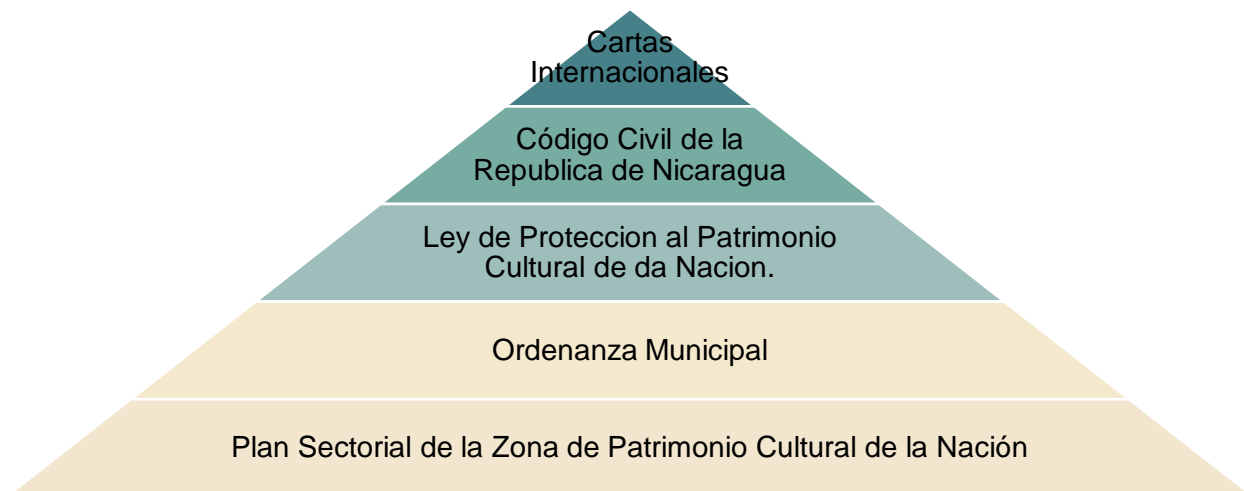 Cartas
Internacionales
Código Civil de la
Republica de Nicaragua
Ley de Proteccion al Patrimonio
Cultural de da Nacion.
Ordenanza Municipal
Plan Sectorial de la Zona de Patrimonio Cultural de la Nación